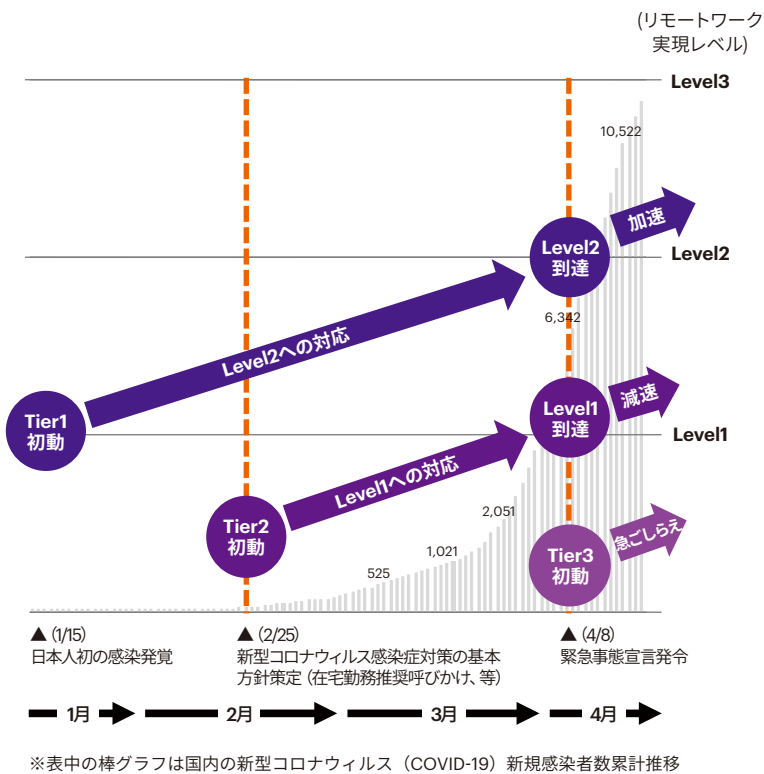 (リモートワーク
実現レベル)
Level3
10,522
加速
Level2
到達
Level2
6,342
Level2への対応
Tier1
初動
減速
Level1
到達
Level1
Level1への対応
2,051
Tier2
初動
急ごしらえ
Tier3
初動
1,021
525
▲ (1/15)
日本人初の感染発覚
▲ (2/25)
新型コロナウィルス感染症対策の基本
方針策定 (在宅勤務推奨呼びかけ、等)
▲ (4/8)
緊急事態宣言発令
1月
2月
3月
4月
※表中の棒グラフは国内の新型コロナウィルス（COVID-19）新規感染者数累計推移